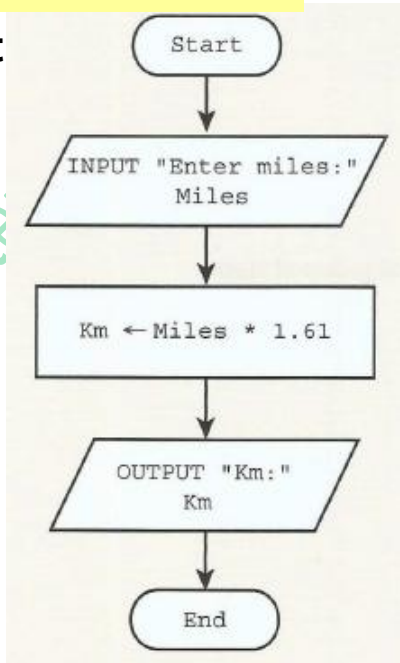 Start
INPUT "Enter miles:"
Miles
Km ← Miles * 1.61
OUTPUT "Km:"
Km
End